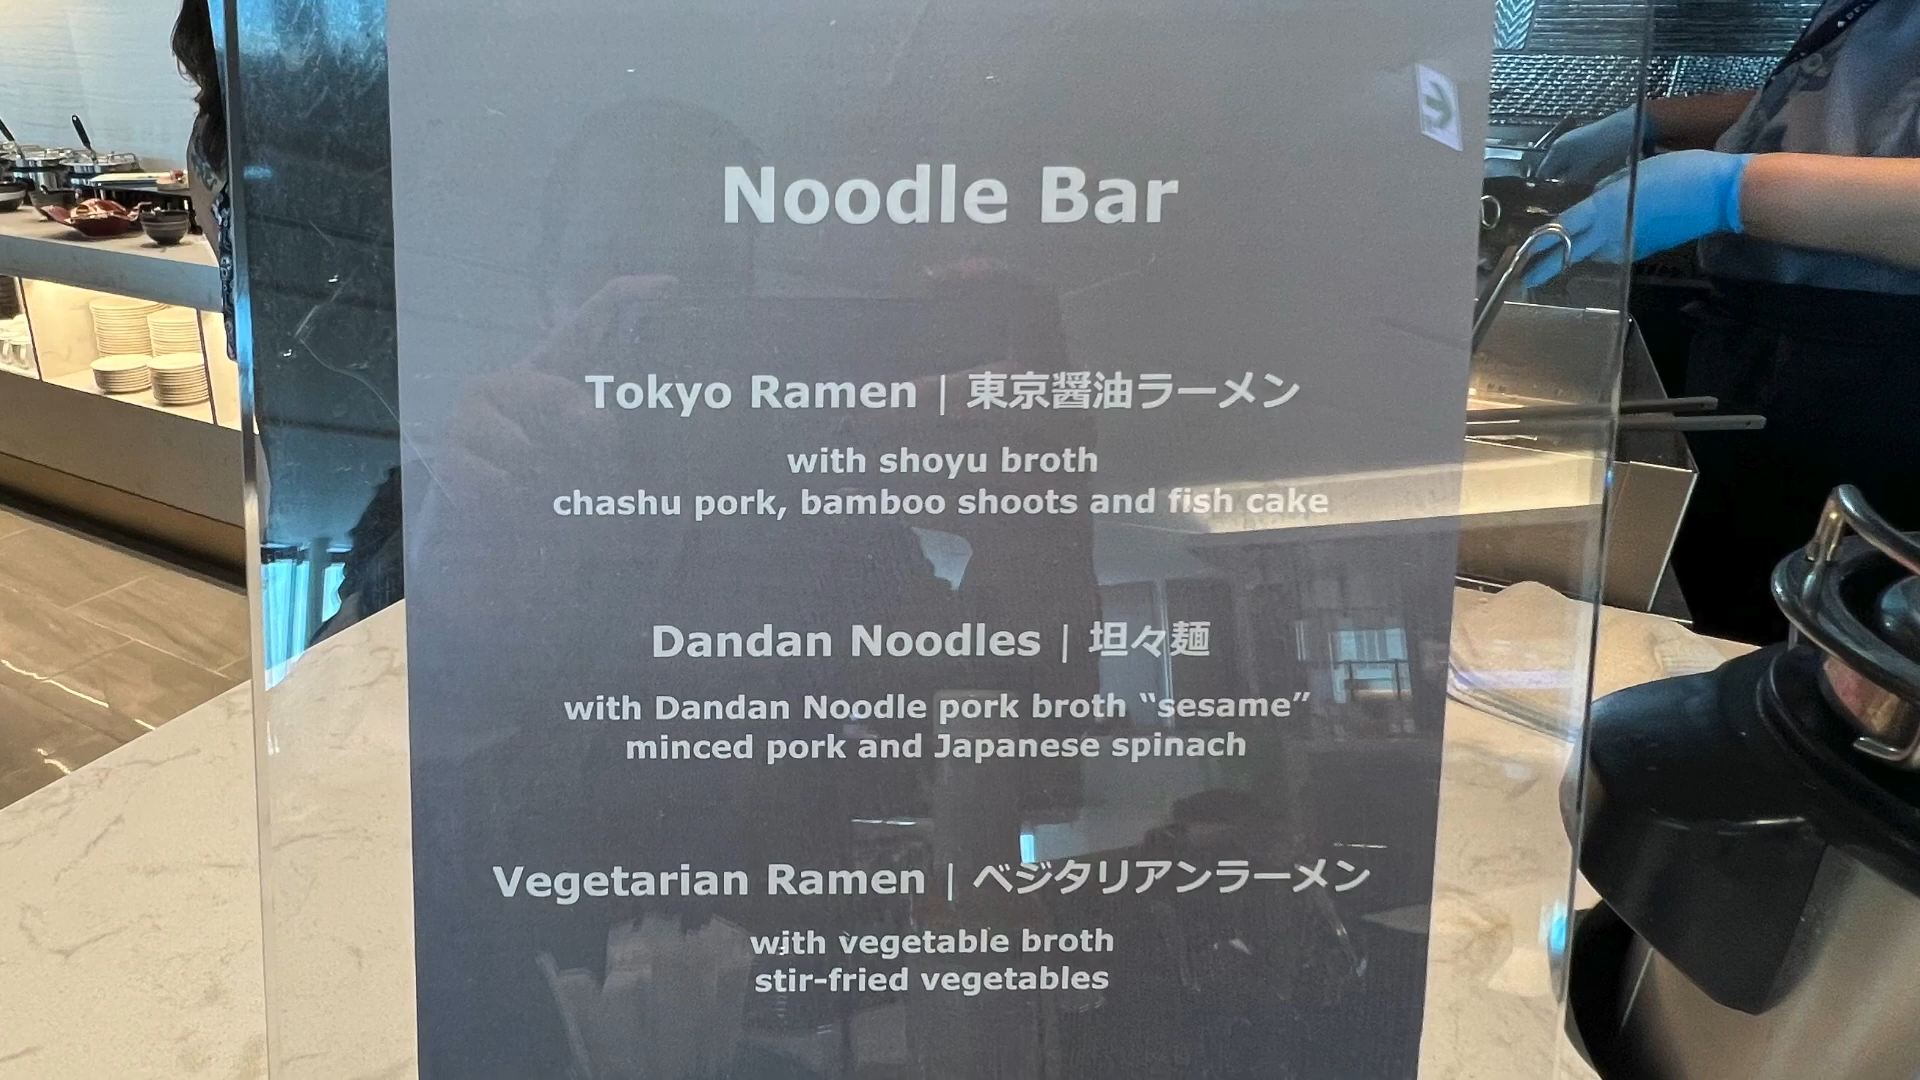 Noodle Bar
Tokyo Ramen | 東京醤油ラーメン
with shoyu broth
chashu pork, bamboo shoots and fish cake
Dandan Noodles | 坦々麺
with Dandan Noodle pork broth “sesame”
minced pork and Japanese spinach
Vegetarian Ramen | ベジタリアンラーメン
with vegetable broth
stir-fried vegetables